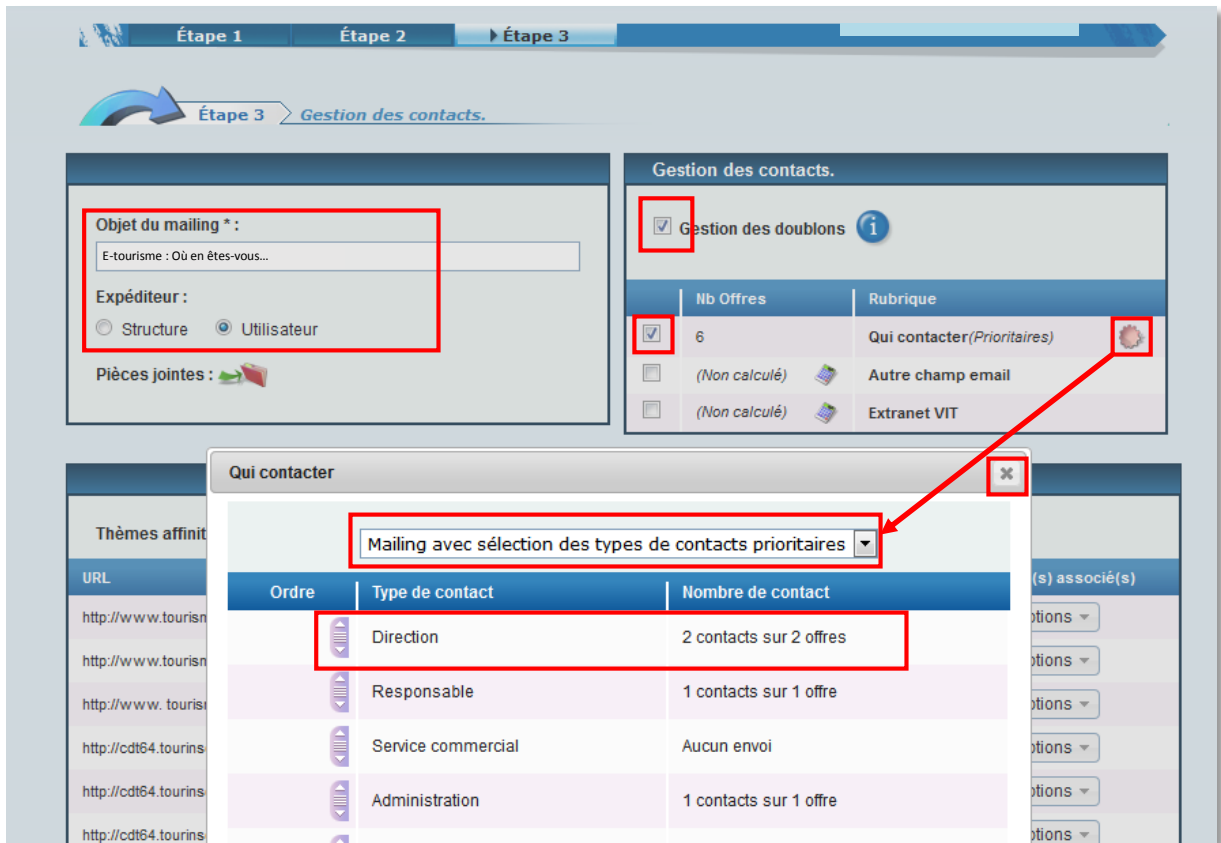 Étape 1 Étape 2 Étape 3
Étape 3 Gestion des contacts.
Objet du mailing * :
E-tourisme : Où en êtes-vous...
Expéditeur :
Structure Utilisateur
Pièces jointes :
Gestion des contacts.
Gestion des doublons
Nb Offres Rubrique
6 Qui contacter(Prioritaires)
(Non calculé) Autre champ email
(Non calculé) Extranet VIT
Qui contacter
Mailing avec sélection des types de contacts prioritaires
Ordre Type de contact Nombre de contact
Direction 2 contacts sur 2 offres
Responsable 1 contacts sur 1 offre
Service commercial Aucun envoi
Administration 1 contacts sur 1 offre
Thèmes affinit
URL (s) associé(s)
http://www.tourism ptions
http://www.tourism ptions
http://www. touris ptions
http://cdt64.tourins ptions
http://cdt64.tourins ptions
http://cdt64.tourins ptions